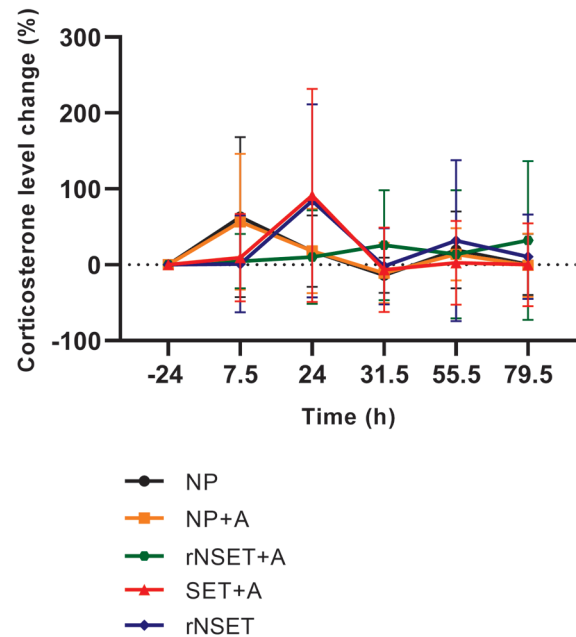 Corticosterone level change (%)
300
200
100
0
-100
-24 7.5 24 31.5 55.5 79.5
Time (h)
NP
NP+A
rNSET+A
SET+A
rNSET